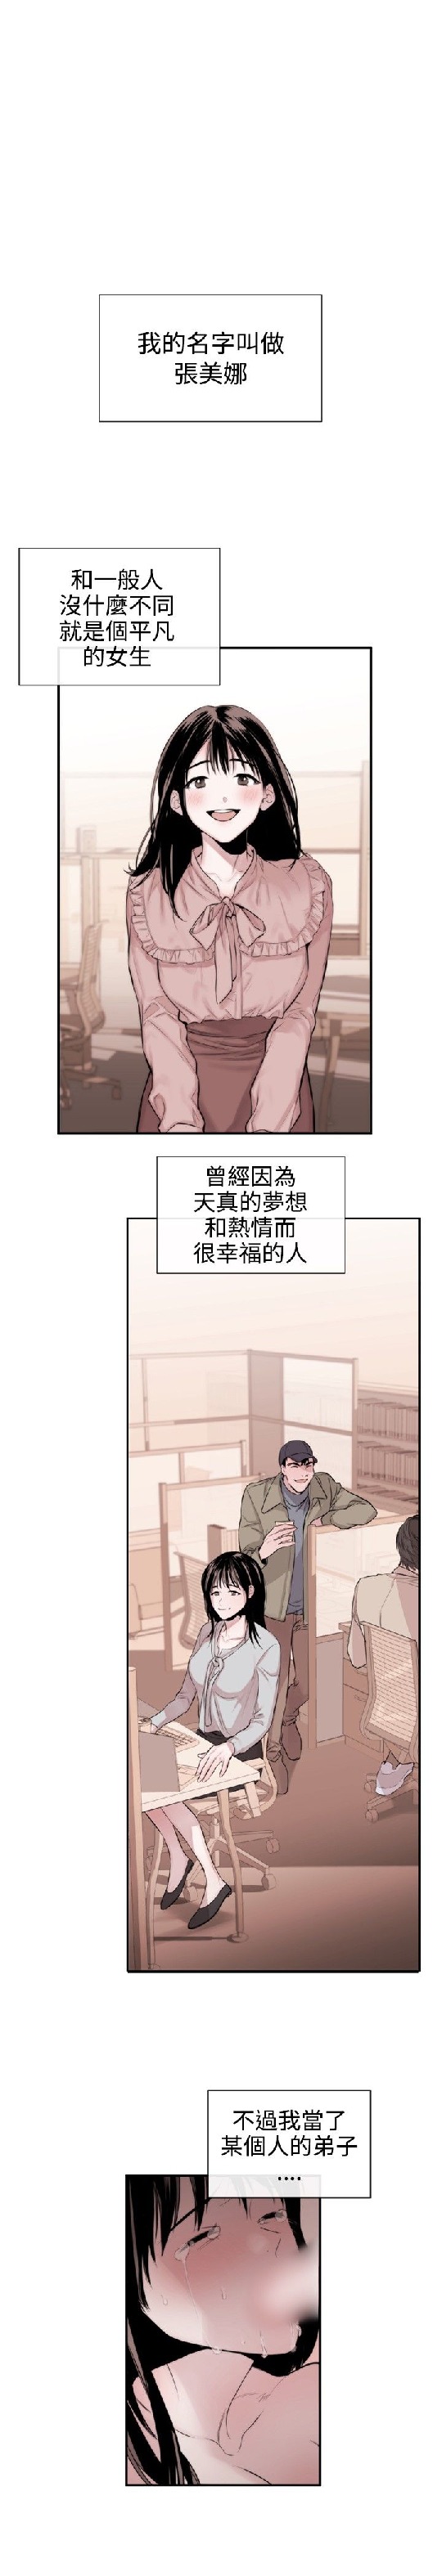 我的名字叫做
張美娜
和一般人
沒什麼不同
就是個平凡
的女生
曾經因為
天真的夢想
和熱情而
很幸福的人
不過我當了
某個人的弟子
....